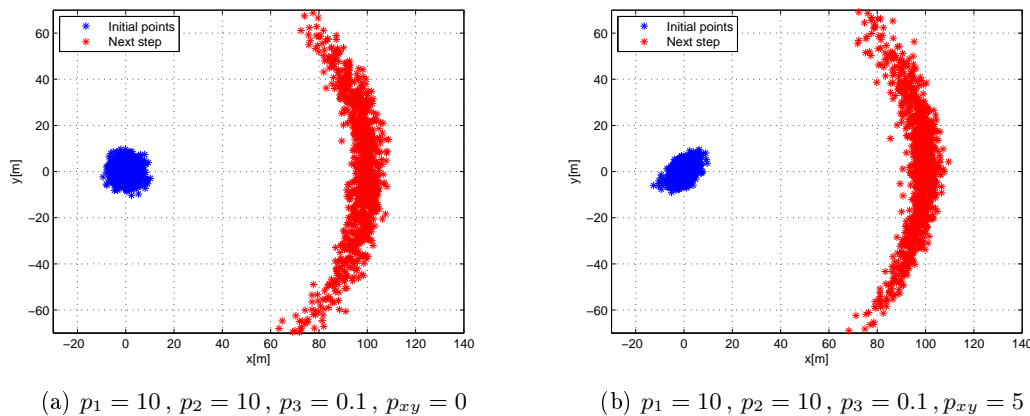 60
40
20
0
−20
−40
−60
y[m]
−20 0 20 40 60 80 100 120 140
x[m]
Initial points
Next step
(a) p₁ = 10 , p₂ = 10 , p₃ = 0.1 , pₓᵧ = 0
60
40
20
0
−20
−40
−60
y[m]
−20 0 20 40 60 80 100 120 140
x[m]
Initial points
Next step
(b) p₁ = 10 , p₂ = 10 , p₃ = 0.1 , pₓᵧ = 5